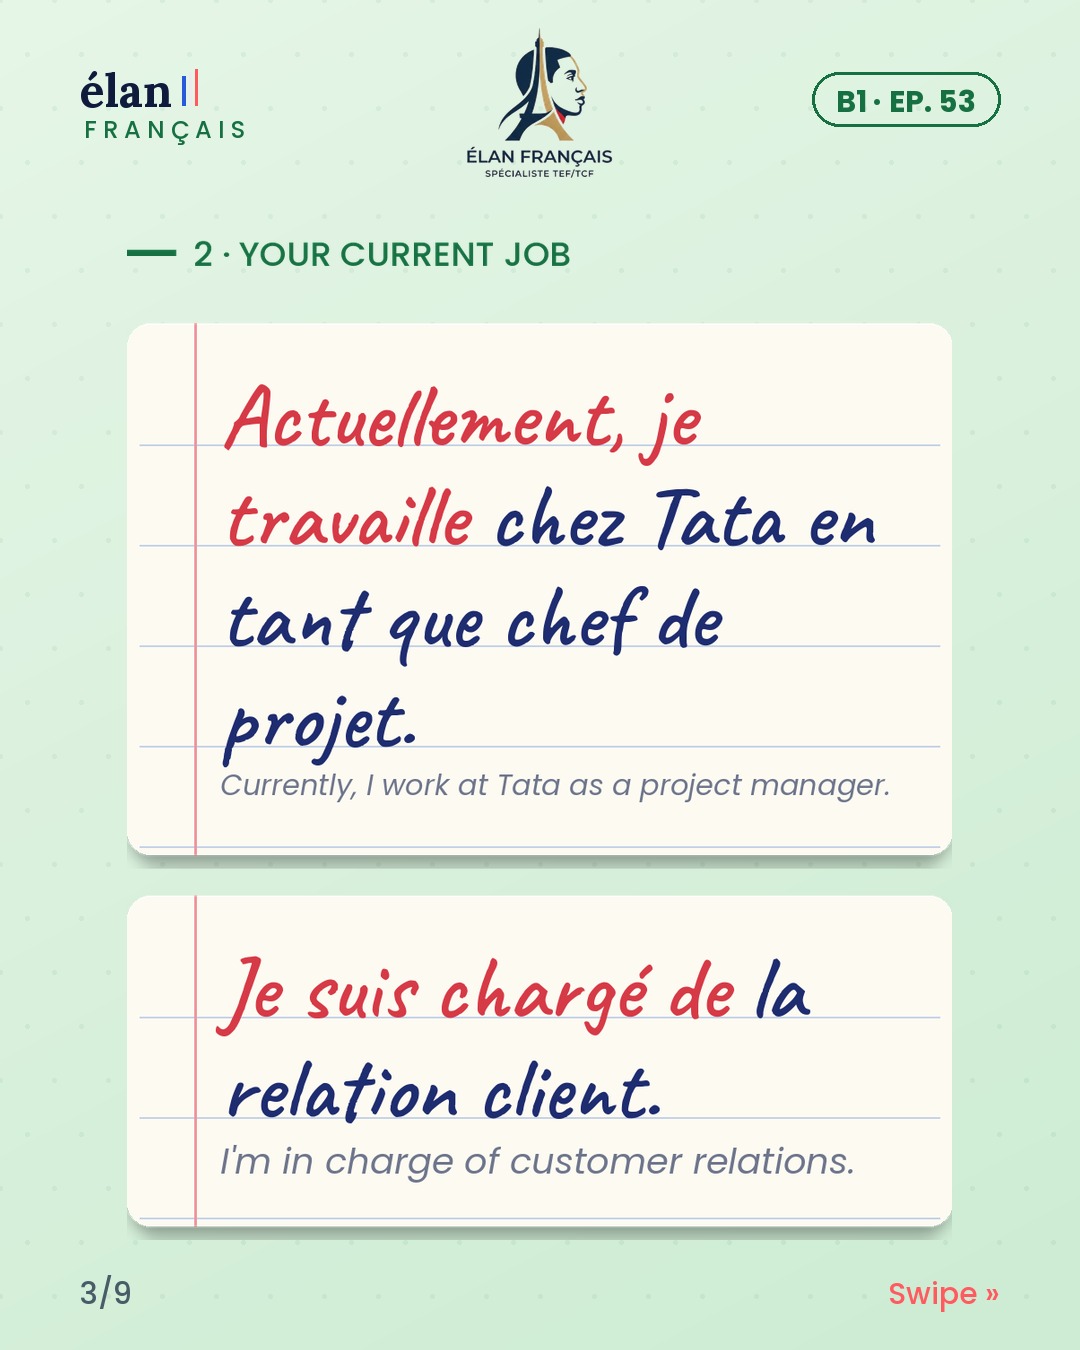 élan
FRANÇAIS
ÉLAN FRANÇAIS
SPÉCIALISTE TEF/TCF
B1 · EP. 53
2 · YOUR CURRENT JOB
Actuellement, je
travaille chez Tata en
tant que chef de
projet.
Currently, I work at Tata as a project manager.
Je suis chargé de la
relation client.
I'm in charge of customer relations.
3/9
Swipe »